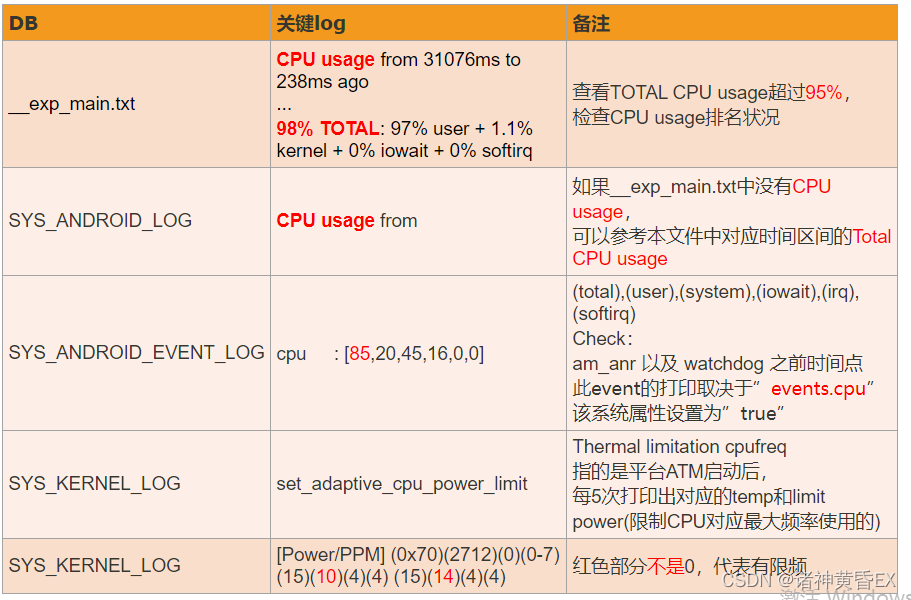 DB 关键log 备注
__exp_main.txt
CPU usage from 31076ms to
238ms ago
...
98% TOTAL: 97% user + 1.1%
kernel + 0% iowait + 0% softirq
查看TOTAL CPU usage超过95%，
检查CPU usage排名状况
SYS_ANDROID_LOG
CPU usage from
如果__exp_main.txt中没有CPU
usage，
可以参考本文件中对应时间区间的Total
CPU usage
SYS_ANDROID_EVENT_LOG
cpu : [85,20,45,16,0,0]
(total),(user),(system),(iowait),(irq),
(softirq)
Check：
am_anr 以及 watchdog 之前时间点
此event的打印取决于”events.cpu”
该系统属性设置为”true”
SYS_KERNEL_LOG
set_adaptive_cpu_power_limit
Thermal limitation cpufreq
指的是平台ATM启动后，
每5次打印出对应的temp和limit
power(限制CPU对应最大频率使用的)
SYS_KERNEL_LOG
[Power/PPM] (0x70)(2712)(0)(0-7)
(15)(10)(4)(4) (15)(14)(4)(4)
红色部分不是0，代表有限频
CSDN @诸神黄昏EX
激活 Windows